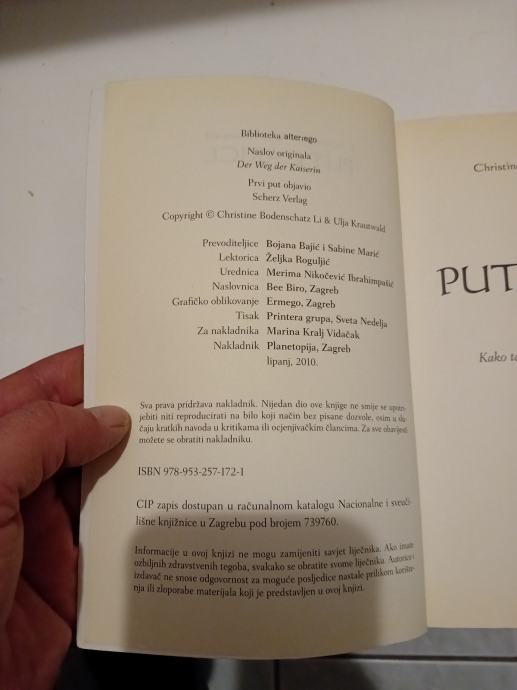 Biblioteka alterego
Naslov originala
Der Weg der Kaiserin
Prvi put objavio
Scherz Verlag
Copyright © Christine Bodenschatz Li & Ulja Krautwald
Prevoditeljice Bojana Bajić i Sabine Marić
Lektorica Željka Roguljić
Urednica Merima Nikočević Ibrahimpašić
Naslovnica Bee Biro, Zagreb
Grafičko oblikovanje Ermego, Zagreb
Tisak Printera grupa, Sveta Nedelja
Za nakladnika Marina Kralj Vidačak
Nakladnik Planetopija, Zagreb
lipanj, 2010.
Sva prava pridržava nakladnik. Nijedan dio ove knjige ne smije se upotri-
jebiti niti reproducirati na bilo koji način bez pisane dozvole, osim u slu-
čaju kratkih navoda u kritikama ili ocjenjivačkim člancima. Za sve obavijesti
možete se obratiti nakladniku.
ISBN 978-953-257-172-1
CIP zapis dostupan u računalnom katalogu Nacionalne i sveuči-
lišne knjižnice u Zagrebu pod brojem 739760.
Informacije u ovoj knjizi ne mogu zamijeniti savjet liječnika. Ako imate
ozbiljnih zdravstvenih tegoba, svakako se obratite svome liječniku. Autorice i
izdavač ne snose odgovornost za moguće posljedice nastale prilikom korište-
nja ili zloporabe materijala koji je predstavljen u ovoj knjizi.
Christine
PUT
Kako